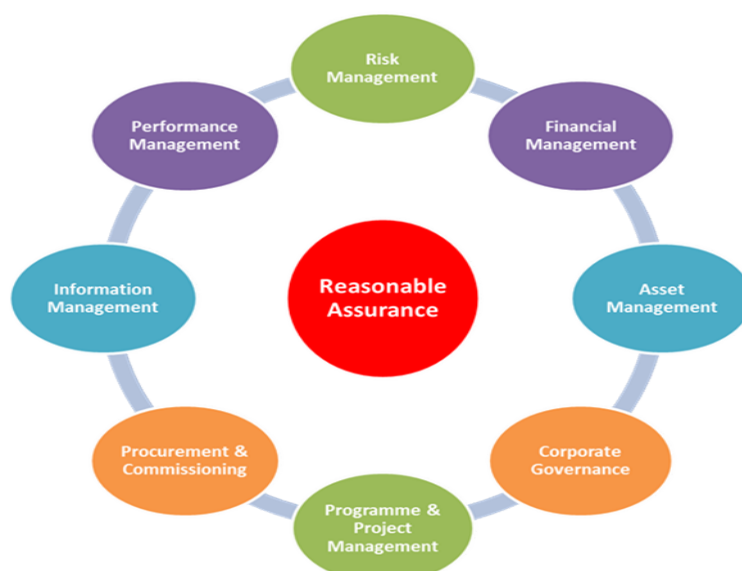 Risk
Management
Performance
Management
Financial
Management
Information
Management
Reasonable
Assurance
Asset
Management
Procurement &
Commissioning
Corporate
Governance
Programme &
Project
Management